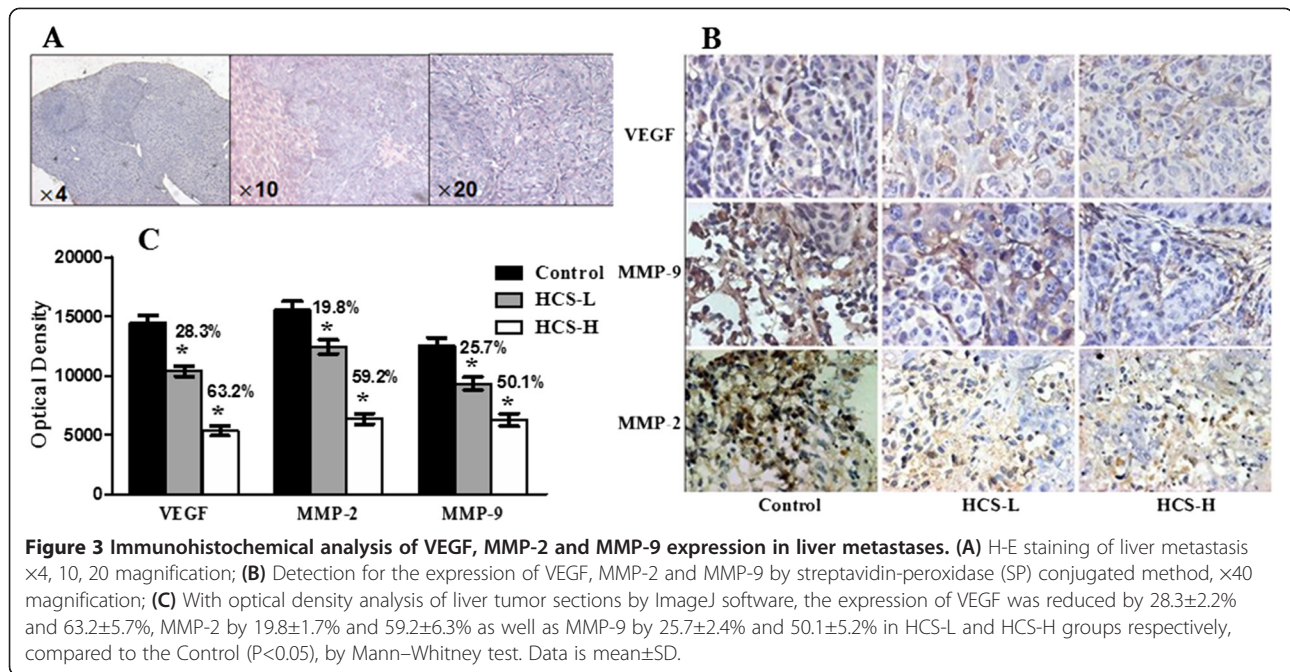 A
×4
×10
×20
B
VEGF
MMP-9
MMP-2
Control
HCS-L
HCS-H
C
20000
15000
10000
5000
0
Optical Density
Control
HCS-L
HCS-H
28.3%
*
63.2%
*
19.8%
*
59.2%
*
25.7%
*
50.1%
*
VEGF
MMP-2
MMP-9
Figure 3 Immunohistochemical analysis of VEGF, MMP-2 and MMP-9 expression in liver metastases. (A) H-E staining of liver metastasis
×4, 10, 20 magnification; (B) Detection for the expression of VEGF, MMP-2 and MMP-9 by streptavidin-peroxidase (SP) conjugated method, ×40
magnification; (C) With optical density analysis of liver tumor sections by ImageJ software, the expression of VEGF was reduced by 28.3±2.2%
and 63.2±5.7%, MMP-2 by 19.8±1.7% and 59.2±6.3% as well as MMP-9 by 25.7±2.4% and 50.1±5.2% in HCS-L and HCS-H groups respectively,
compared to the Control (P<0.05), by Mann–Whitney test. Data is mean±SD.